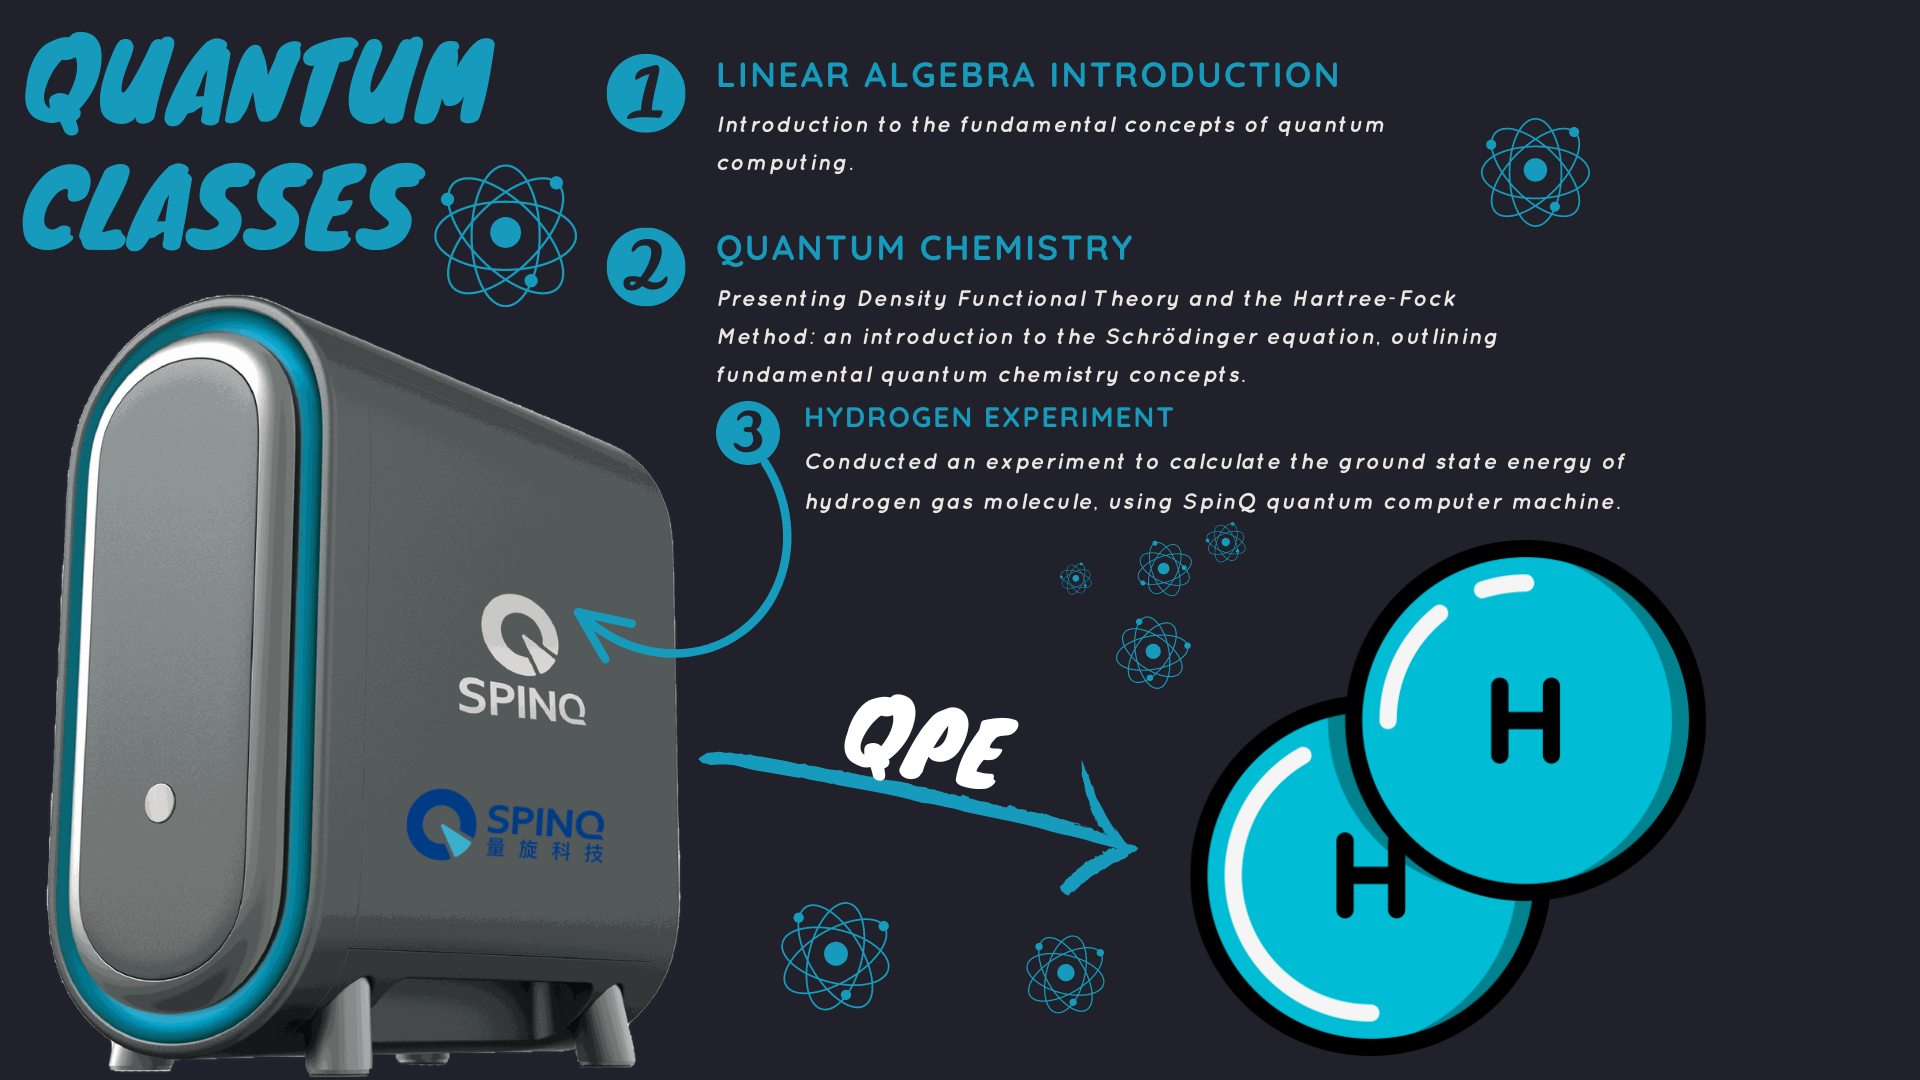 QUANTUM
CLASSES
1
LINEAR ALGEBRA INTRODUCTION
Introduction to the fundamental concepts of quantum
computing.
2
QUANTUM CHEMISTRY
Presenting Density Functional Theory and the Hartree-Fock
Method: an introduction to the Schrödinger equation, outlining
fundamental quantum chemistry concepts.
3
HYDROGEN EXPERIMENT
Conducted an experiment to calculate the ground state energy of
hydrogen gas molecule, using SpinQ quantum computer machine.
SPINQ
SPINQ
量旋科技
QPE
H
H